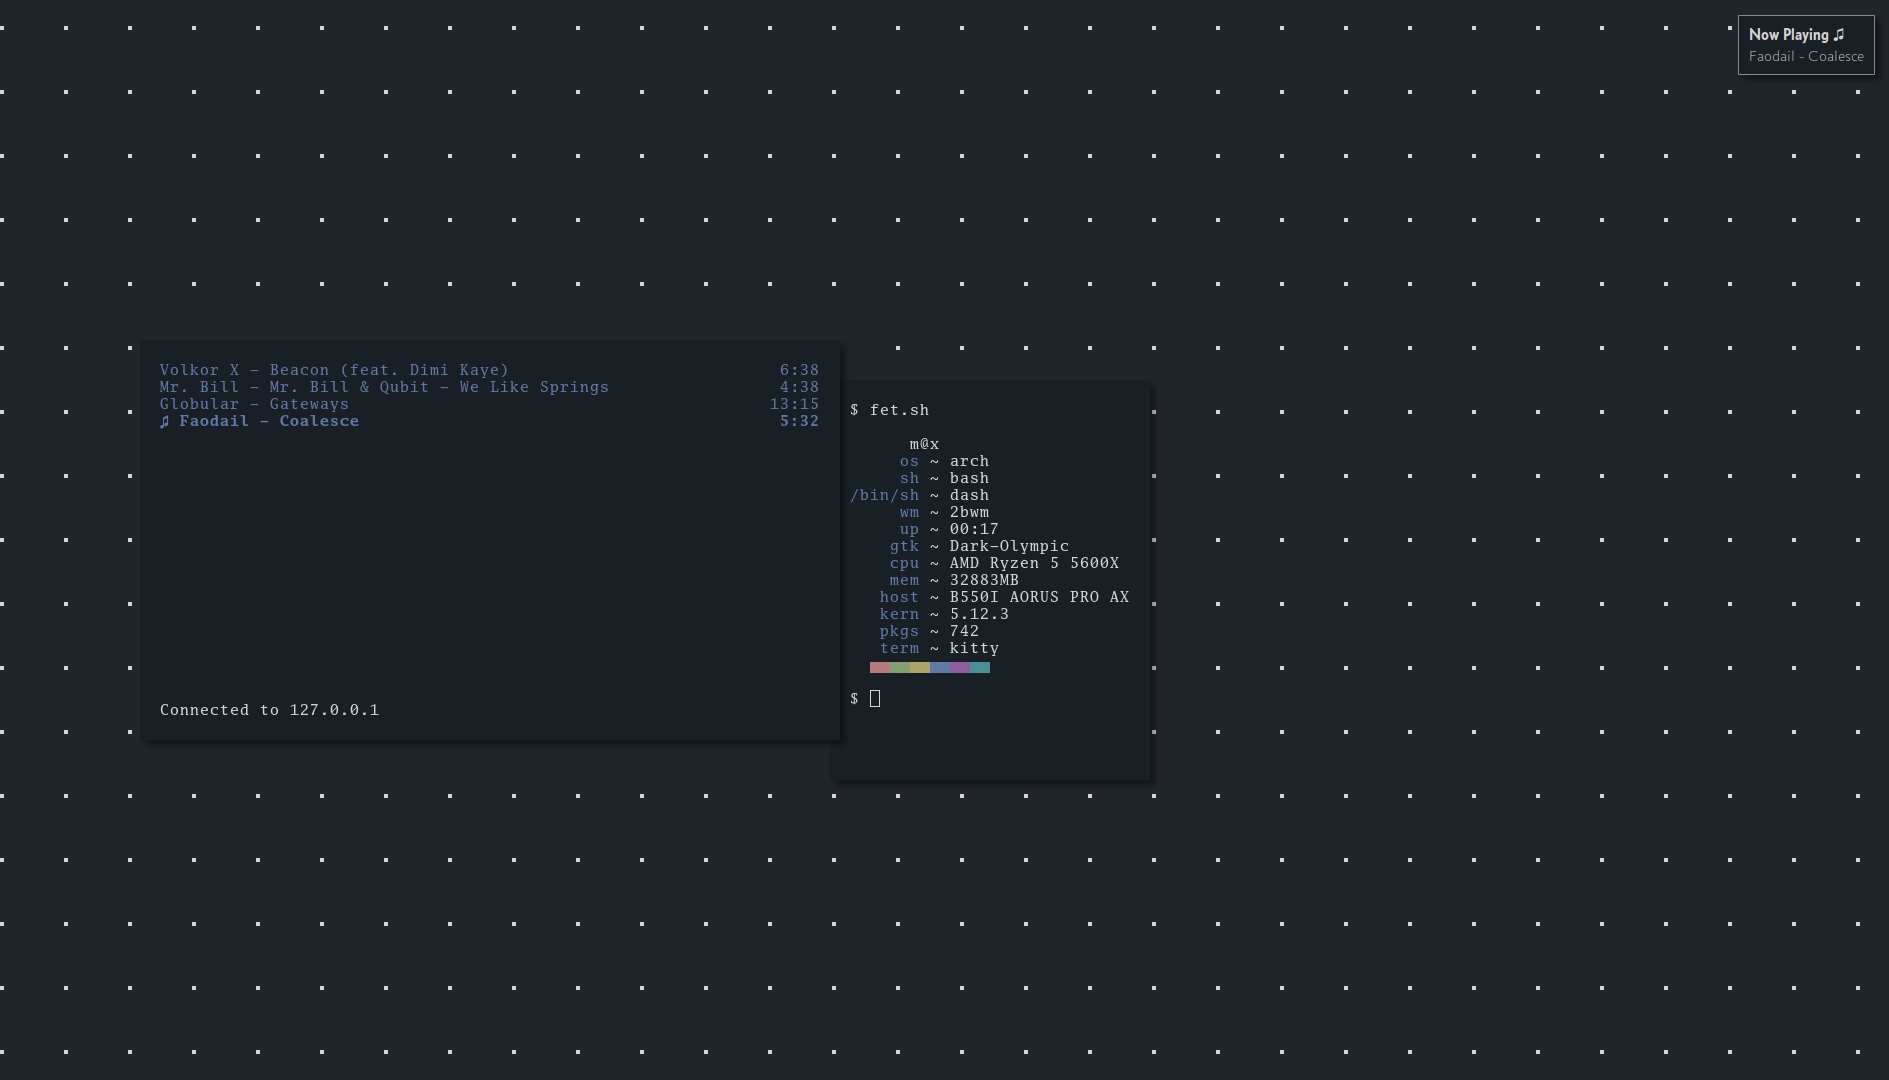 Now Playing ♫
Faodail - Coalesce
Volkor X - Beacon (feat. Dimi Kaye) 6:38
Mr. Bill - Mr. Bill & Qubit - We Like Springs 4:38
Globular - Gateways 13:15
♫ Faodail - Coalesce 5:32
Connected to 127.0.0.1
$ fet.sh
m@x
os ~ arch
sh ~ bash
/bin/sh ~ dash
wm ~ 2bwm
up ~ 00:17
gtk ~ Dark-Olympic
cpu ~ AMD Ryzen 5 5600X
mem ~ 32883MB
host ~ B550I AORUS PRO AX
kern ~ 5.12.3
pkgs ~ 742
term ~ kitty
$